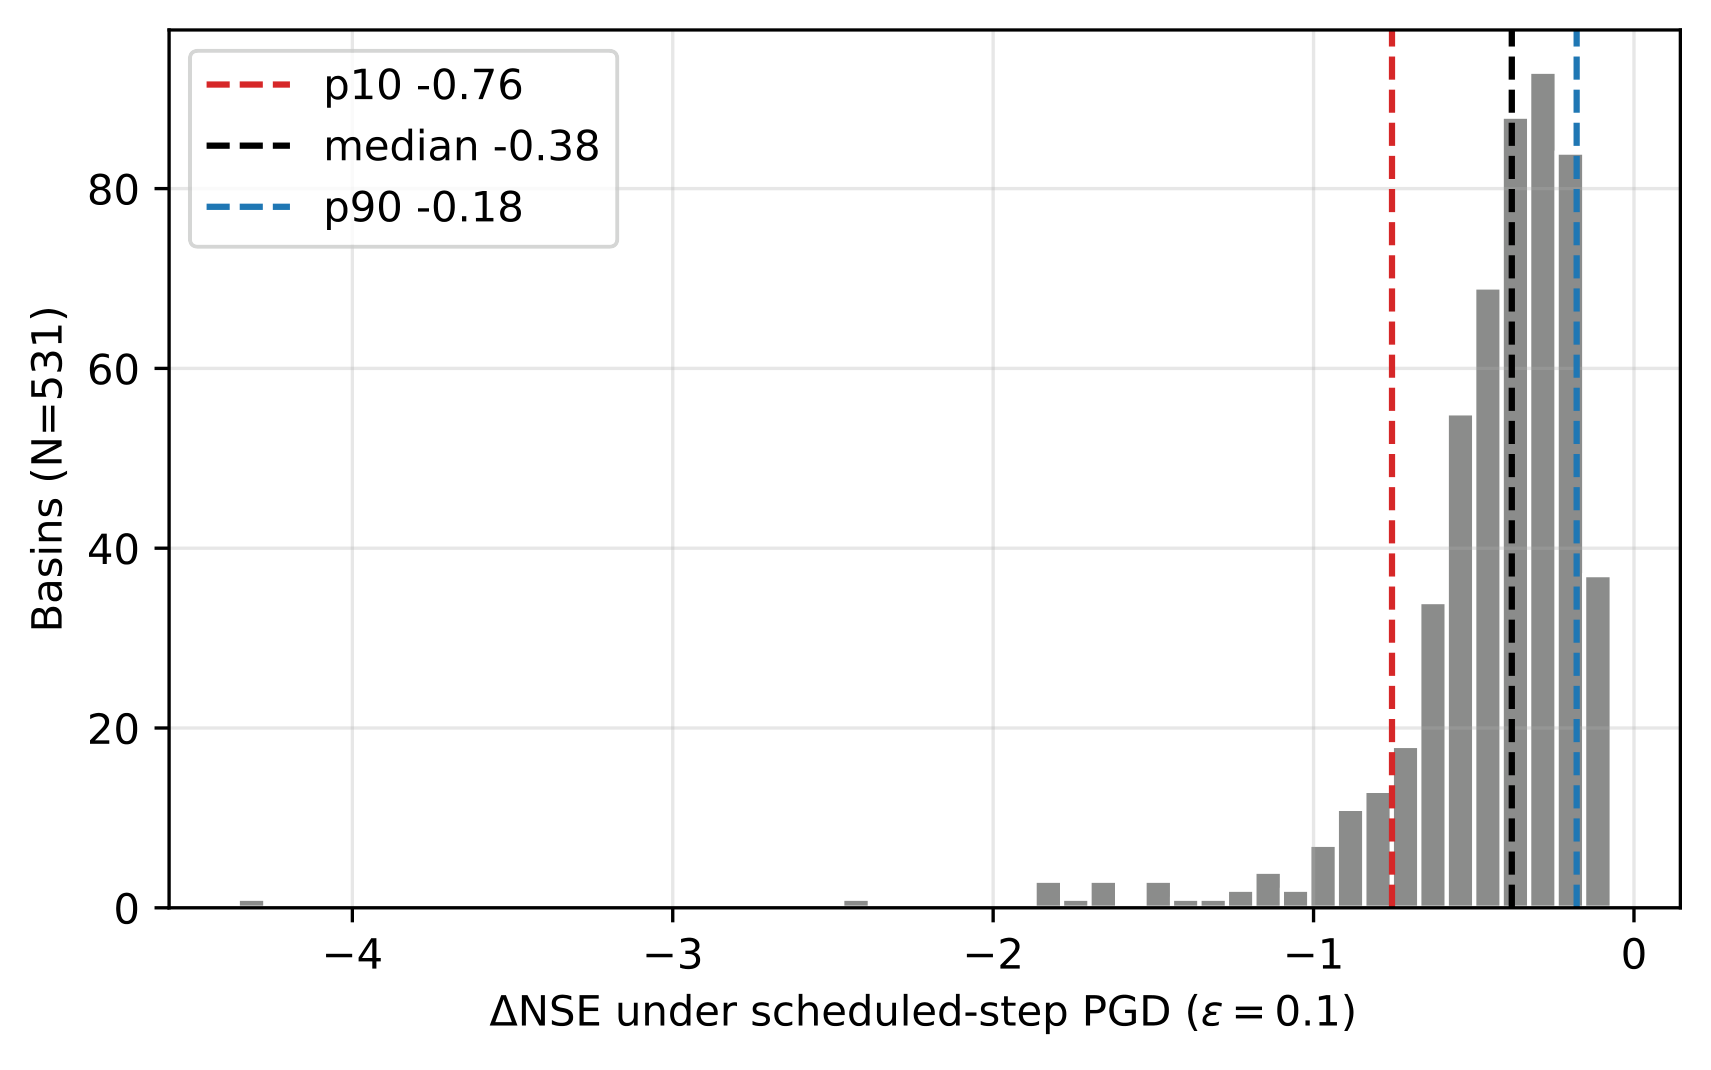 p10 -0.76
median -0.38
p90 -0.18
Basins (N=531)
80
60
40
20
0
−4 −3 −2 −1 0
ΔNSE under scheduled-step PGD (ε = 0.1)